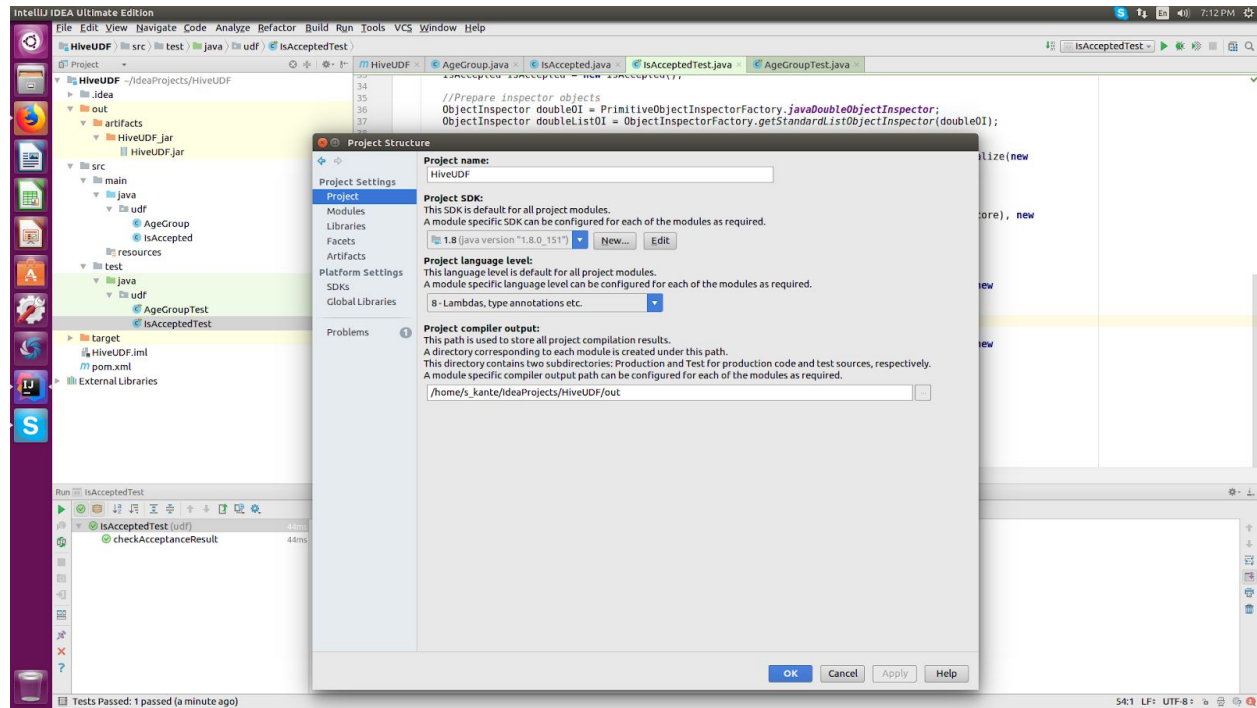 IntelliJ IDEA Ultimate Edition
En
7:12 PM
File Edit View Navigate Code Analyze Refactor Build Run Tools VCS Window Help
HiveUDF src test java udf IsAcceptedTest
IsAcceptedTest
Project
HiveUDF
AgeGroup.java
IsAccepted.java
IsAcceptedTest.java
AgeGroupTest.java
HiveUDF ~/IdeaProjects/HiveUDF
.idea
out
artifacts
HiveUDF_jar
HiveUDF.jar
src
main
java
udf
AgeGroup
IsAccepted
resources
test
java
udf
AgeGroupTest
IsAcceptedTest
target
HiveUDF.iml
pom.xml
External Libraries
34
35 //Prepare inspector objects
36 ObjectInspector doubleOI = PrimitiveObjectInspectorFactory.javaDoubleObjectInspector;
37 ObjectInspector doubleListOI = ObjectInspectorFactory.getStandardListObjectInspector(doubleOI);
lize(new
ore), new
new
new
Project Structure
Project Settings
Project
Modules
Libraries
Facets
Artifacts
Platform Settings
SDKs
Global Libraries
Problems 1
Project name:
HiveUDF
Project SDK:
This SDK is default for all project modules.
A module specific SDK can be configured for each of the modules as required.
1.8 (java version "1.8.0_151") New... Edit
Project language level:
This language level is default for all project modules.
A module specific language level can be configured for each of the modules as required.
8 - Lambdas, type annotations etc.
Project compiler output:
This path is used to store all project compilation results.
A directory corresponding to each module is created under this path.
This directory contains two subdirectories: Production and Test for production code and test sources, respectively.
A module specific compiler output path can be configured for each of the modules as required.
/home/s_kante/IdeaProjects/HiveUDF/out
OK Cancel Apply Help
Run IsAcceptedTest
IsAcceptedTest (udf) 44ms
checkAcceptanceResult 44ms
Tests Passed: 1 passed (a minute ago)
54:1 LF: UTF-8: